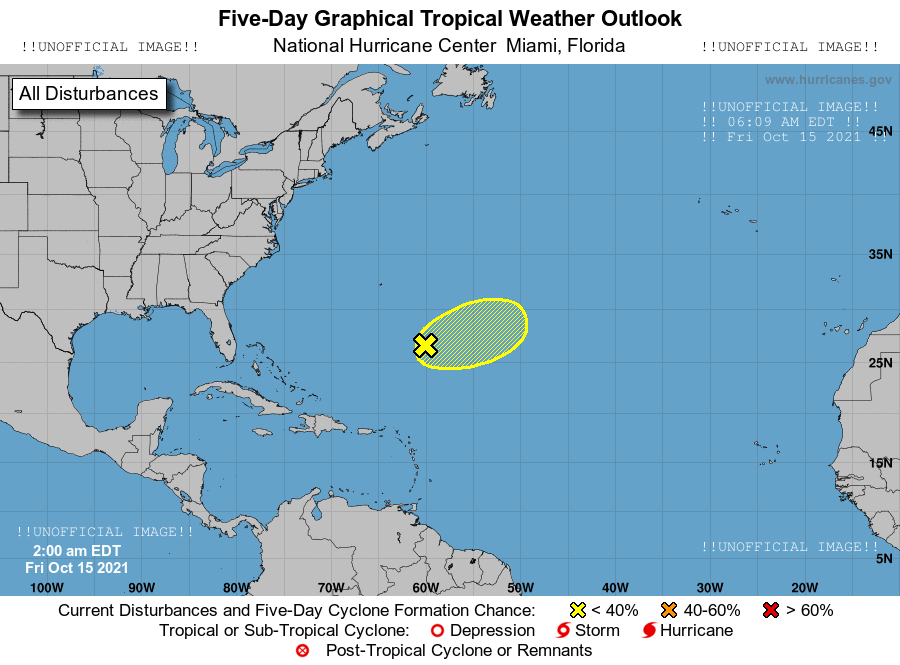 Five-Day Graphical Tropical Weather Outlook
!!UNOFFICIAL IMAGE!! National Hurricane Center Miami, Florida !!UNOFFICIAL IMAGE!!
www.hurricanes.gov
All Disturbances
!!UNOFFICIAL IMAGE!!
!! 06:09 AM EDT !!
!! Fri Oct 15 2021 !!
45N
35N
25N
15N
!!UNOFFICIAL IMAGE!!
!!UNOFFICIAL IMAGE!!
2:00 am EDT
5N
Fri Oct 15 2021
100W 90W 80W 70W 60W 50W 40W 30W 20W
Current Disturbances and Five-Day Cyclone Formation Chance: < 40% 40-60% > 60%
Tropical or Sub-Tropical Cyclone: Depression Storm Hurricane
Post-Tropical Cyclone or Remnants